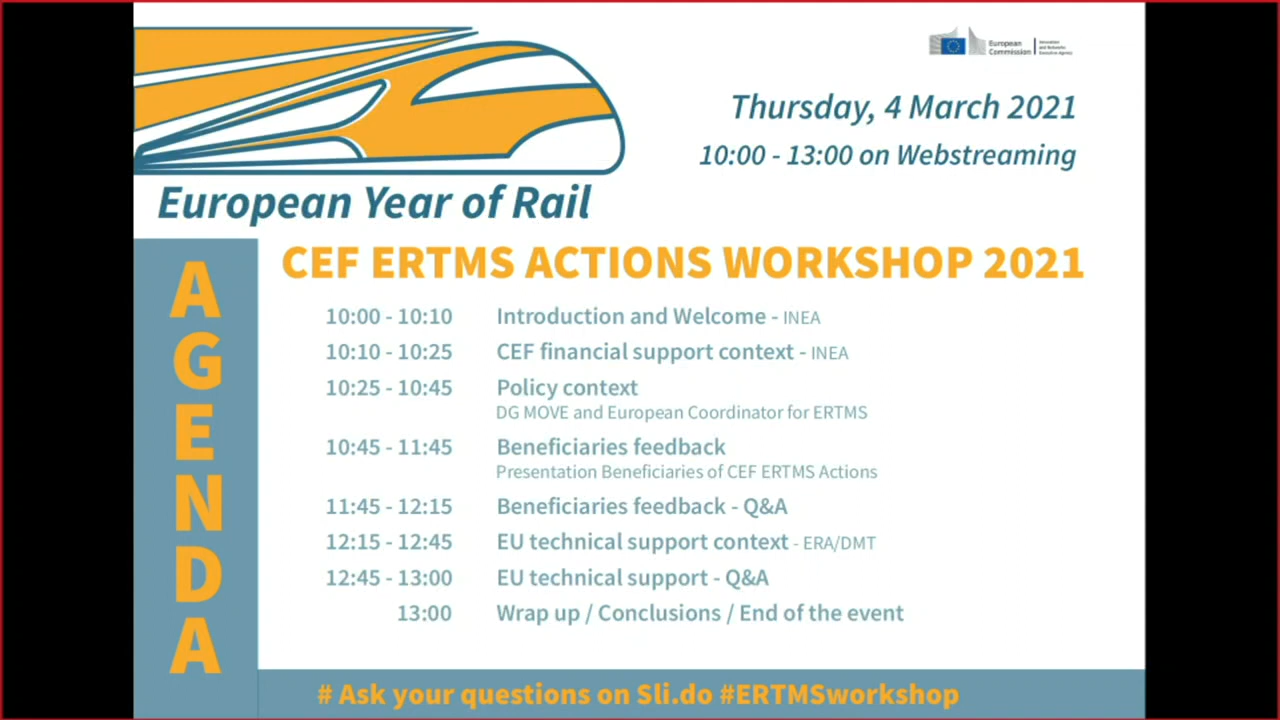 European
Commission
Innovation
and Networks
Executive Agency
Thursday, 4 March 2021
10:00 - 13:00 on Webstreaming
European Year of Rail
AGENDA
CEF ERTMS ACTIONS WORKSHOP 2021
10:00 - 10:10 Introduction and Welcome - INEA
10:10 - 10:25 CEF financial support context - INEA
10:25 - 10:45 Policy context
DG MOVE and European Coordinator for ERTMS
10:45 - 11:45 Beneficiaries feedback
Presentation Beneficiaries of CEF ERTMS Actions
11:45 - 12:15 Beneficiaries feedback - Q&A
12:15 - 12:45 EU technical support context - ERA/DMT
12:45 - 13:00 EU technical support - Q&A
13:00 Wrap up / Conclusions / End of the event
# Ask your questions on Sli.do #ERTMSworkshop